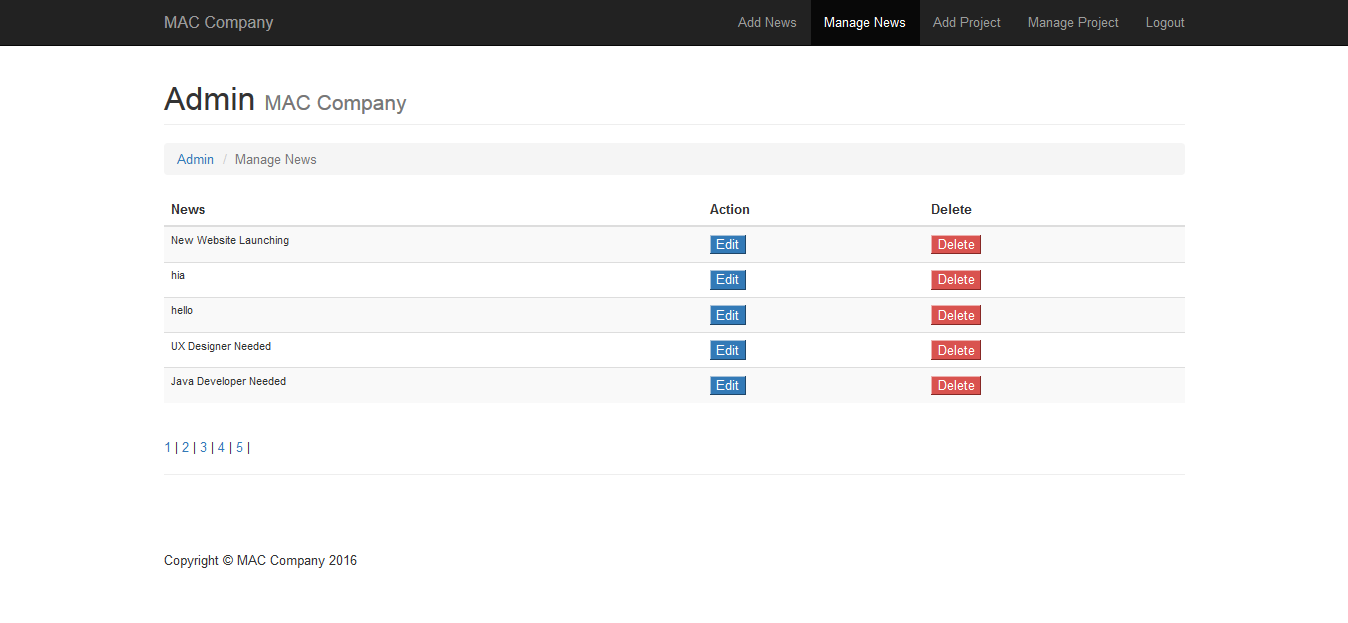 MAC Company Add News Manage News Add Project Manage Project Logout
Admin MAC Company
Admin / Manage News
News Action Delete
New Website Launching Edit Delete
hia Edit Delete
hello Edit Delete
UX Designer Needed Edit Delete
Java Developer Needed Edit Delete
1 | 2 | 3 | 4 | 5 |
Copyright © MAC Company 2016